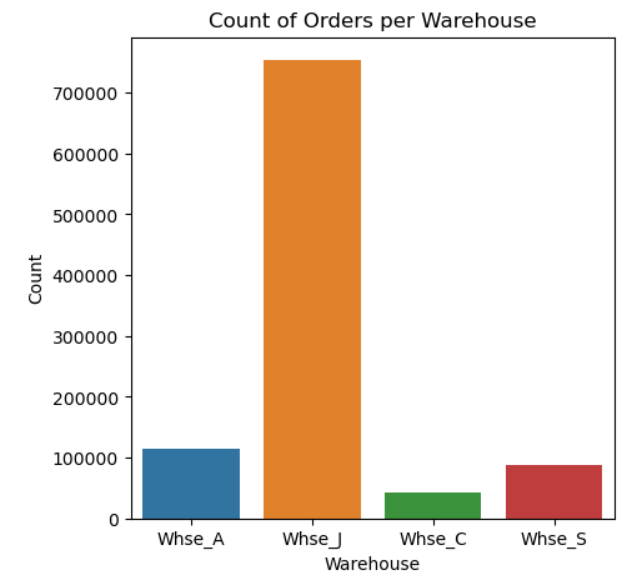 Count of Orders per Warehouse
700000
600000
500000
400000
300000
200000
100000
0
Count
Whse_A Whse_J Whse_C Whse_S
Warehouse